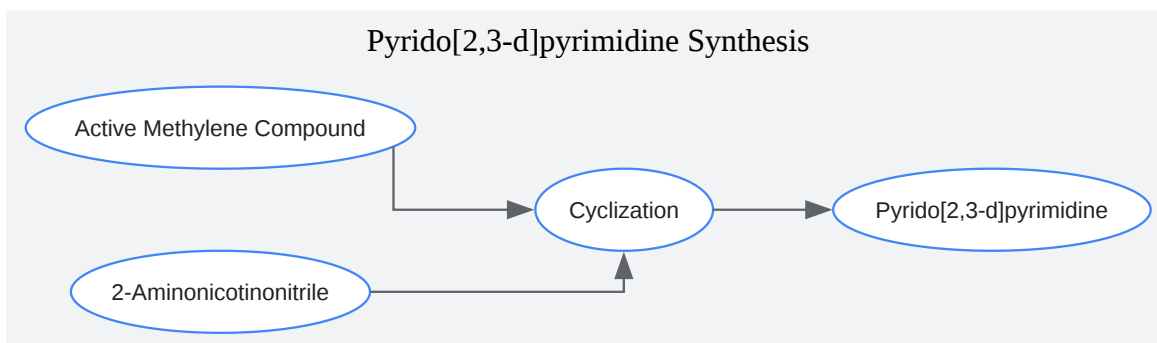 Pyrido[2,3-d]pyrimidine Synthesis
Active Methylene Compound
Cyclization
Pyrido[2,3-d]pyrimidine
2-Aminonicotinonitrile